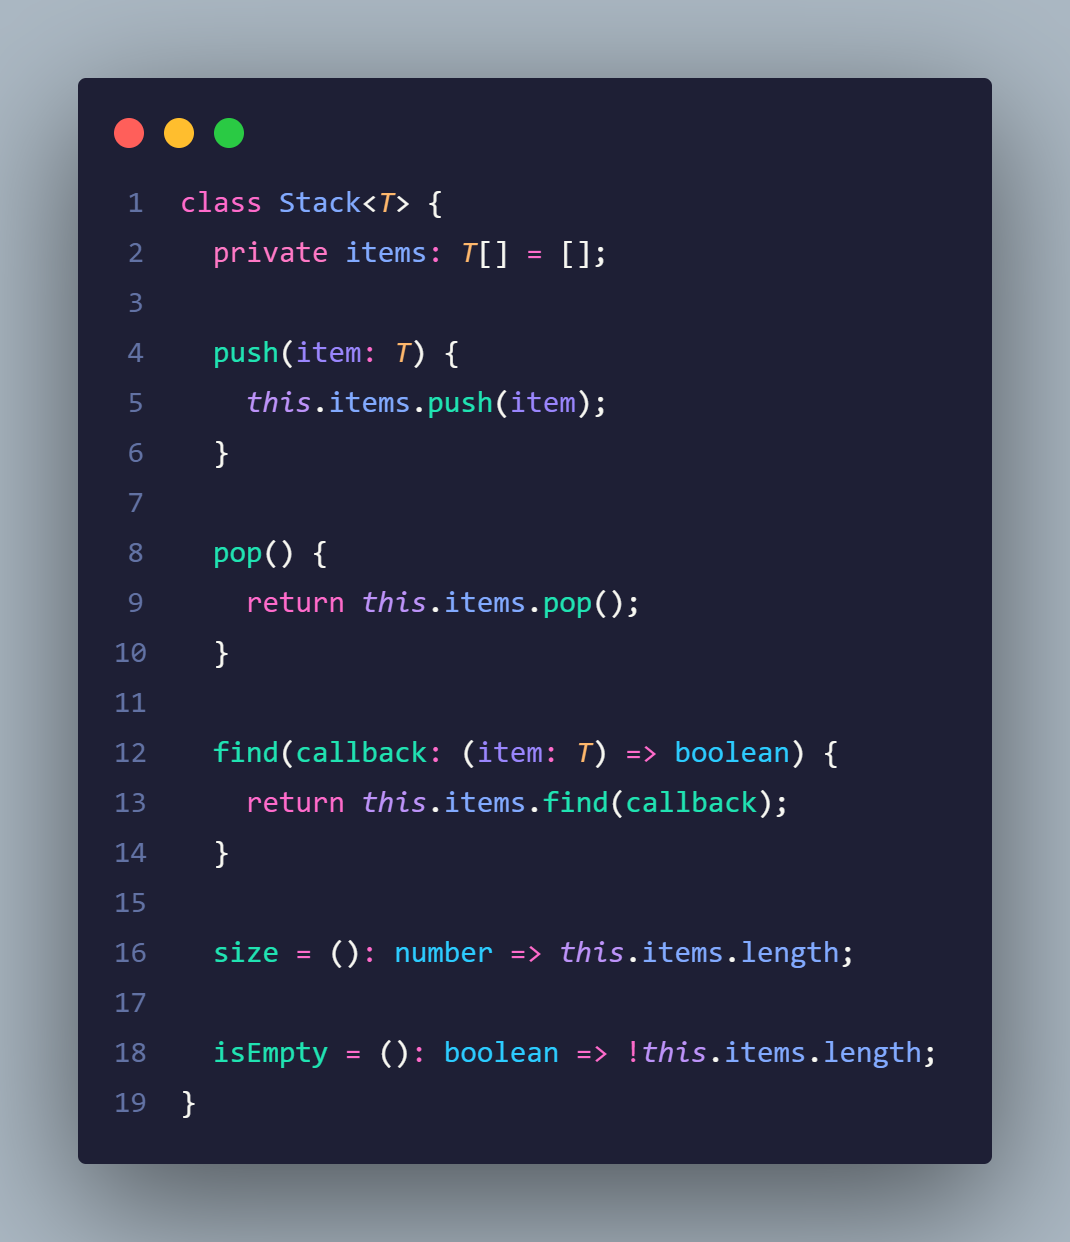 1 class Stack<T> {
2   private items: T[] = [];
3
4   push(item: T) {
5     this.items.push(item);
6   }
7
8   pop() {
9     return this.items.pop();
10   }
11
12   find(callback: (item: T) => boolean) {
13     return this.items.find(callback);
14   }
15
16   size = (): number => this.items.length;
17
18   isEmpty = (): boolean => !this.items.length;
19 }